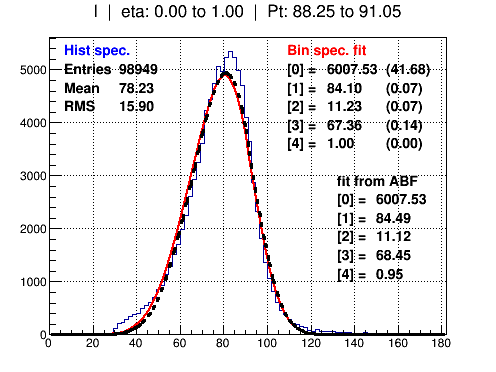 I | eta: 0.00 to 1.00 | Pt: 88.25 to 91.05
Hist spec.
Entries 98949
Mean 78.23
RMS 15.90
Bin spec. fit
[0] = 6007.53 (41.68)
[1] = 84.10 (0.07)
[2] = 11.23 (0.07)
[3] = 67.36 (0.14)
[4] = 1.00 (0.00)
fit from ABF
[0] = 6007.53
[1] = 84.49
[2] = 11.12
[3] = 68.45
[4] = 0.95
5000
4000
3000
2000
1000
0
0 20 40 60 80 100 120 140 160 180